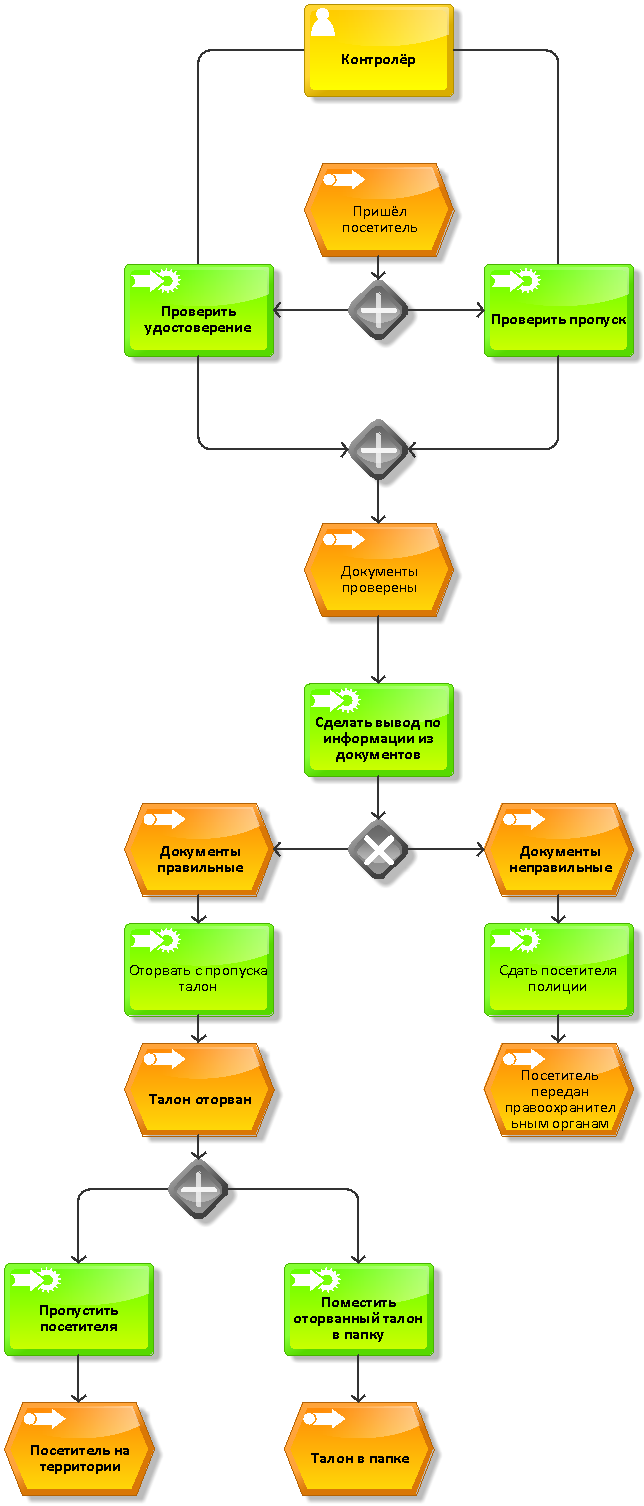 Контролёр
Пришёл
посетитель
Проверить
удостоверение
Проверить пропуск
Документы
проверены
Сделать вывод по
информации из
документов
Документы
правильные
Документы
неправильные
Оторвать с пропуска
талон
Сдать посетителя
полиции
Талон оторван
Посетитель
передан
правоохранител
ьным органам
Пропустить
посетителя
Поместить
оторванный талон
в папку
Посетитель на
территории
Талон в папке